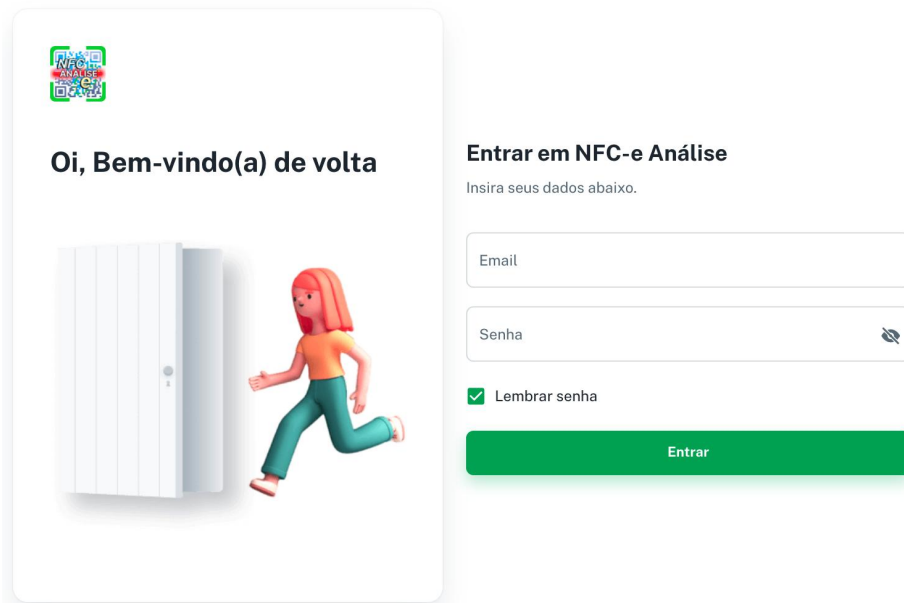 NFC
ANÁLISE
e
Oi, Bem-vindo(a) de volta
Entrar em NFC-e Análise
Insira seus dados abaixo.
Email
Senha
Lembrar senha
Entrar